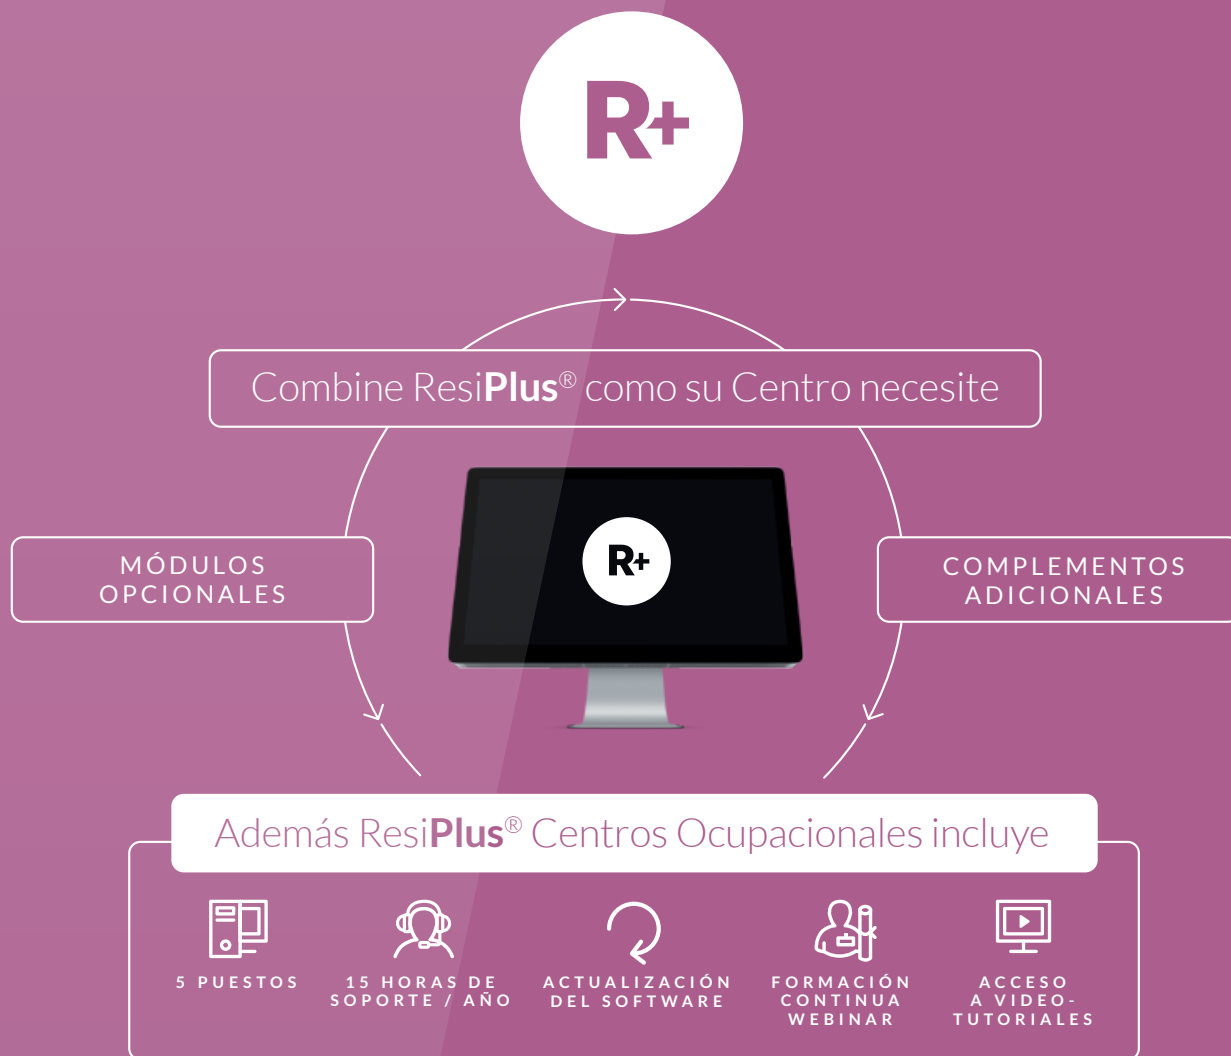 R+
Combine ResiPlus® como su Centro necesite
R+
MÓDULOS
OPCIONALES
COMPLEMENTOS
ADICIONALES
Además ResiPlus® Centros Ocupacionales incluye
5 PUESTOS
15 HORAS DE
SOPORTE / AÑO
ACTUALIZACIÓN
DEL SOFTWARE
FORMACIÓN
CONTINUA
WEBINAR
ACCESO
A VIDEO-
TUTORIALES